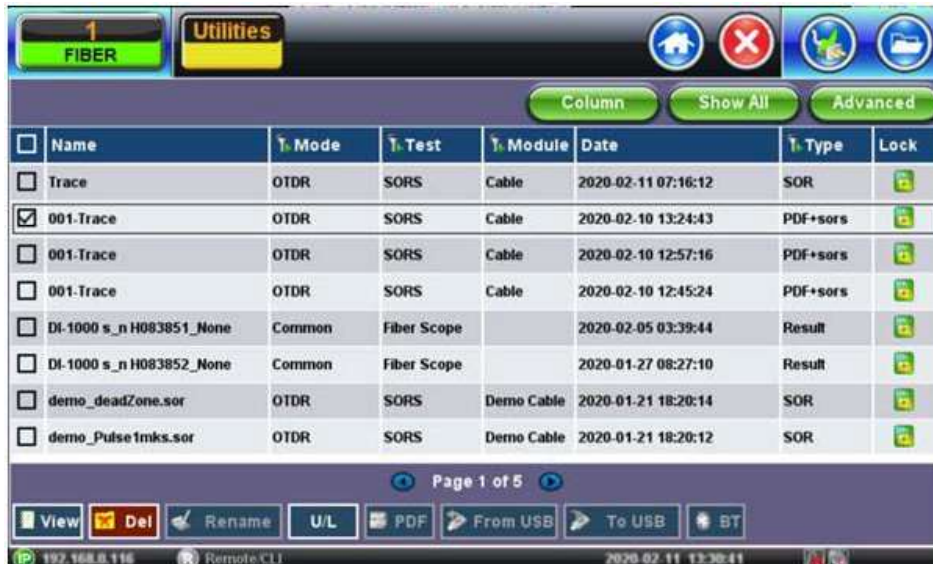 1 Utilities
FIBER
Column Show All Advanced
Name Mode Test Module Date Type Lock
Trace OTDR SORS Cable 2020-02-11 07:16:12 SOR
001-Trace OTDR SORS Cable 2020-02-10 13:24:43 PDF+sors
001-Trace OTDR SORS Cable 2020-02-10 12:57:16 PDF+sors
001-Trace OTDR SORS Cable 2020-02-10 12:45:24 PDF+sors
DI-1000 s_n H083851_None Common Fiber Scope 2020-02-05 03:39:44 Result
DI-1000 s_n H083852_None Common Fiber Scope 2020-01-27 08:27:10 Result
demo_deadZone.sor OTDR SORS Demo Cable 2020-01-21 18:20:14 SOR
demo_Pulse1mks.sor OTDR SORS Demo Cable 2020-01-21 18:20:12 SOR
Page 1 of 5
View Del Rename U/L PDF From USB To USB BT
IP 192.168.0.116 R Remote/CLI 2020-02-11 13:30:41